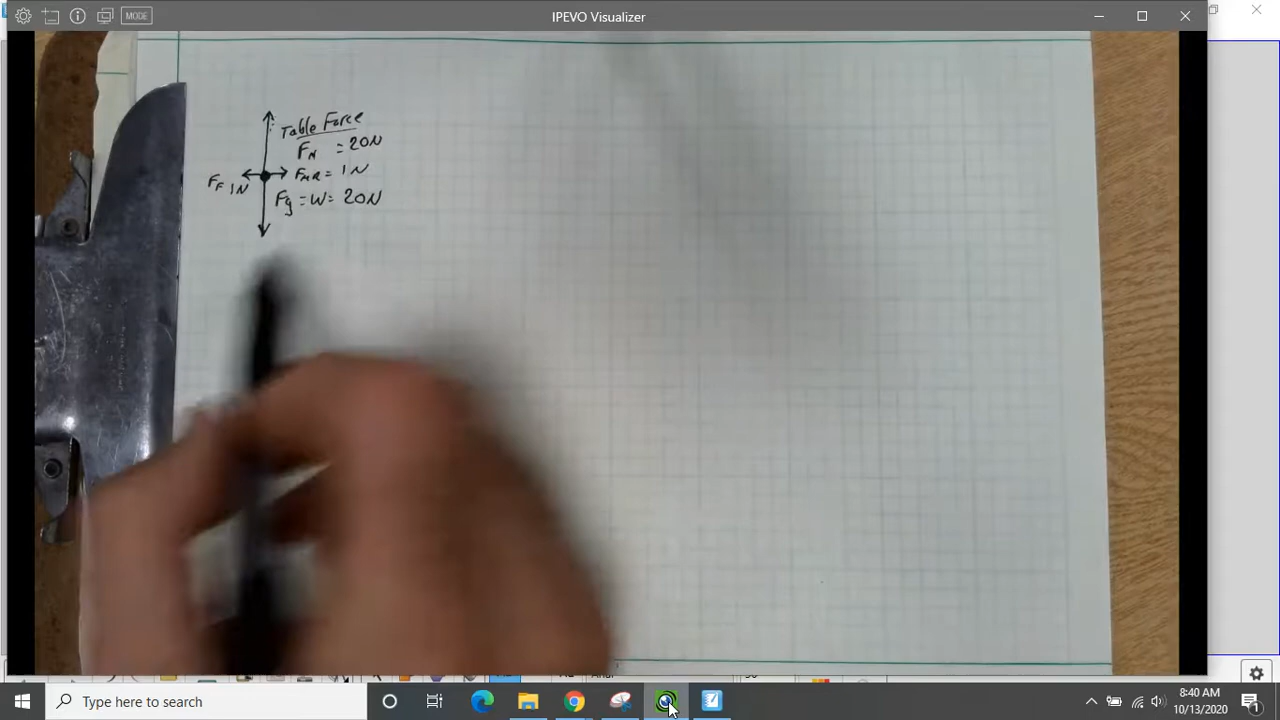 MODE
IPEVO Visualizer
Table Force
FN = 20N
FF 1N
= 1N
Fg = W = 20N
Type here to search
8:40 AM
10/13/2020
1